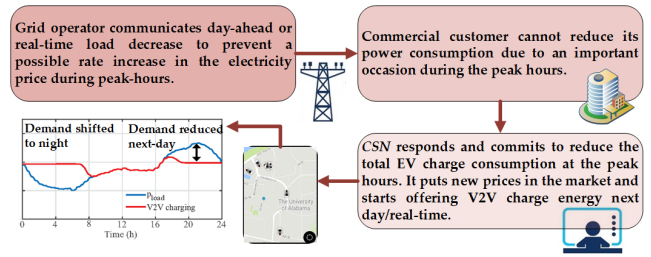 Grid operator communicates day-ahead or
real-time load decrease to prevent a
possible rate increase in the electricity
price during peak-hours.
Commercial customer cannot reduce its
power consumption due to an important
occasion during the peak hours.
CSN responds and commits to reduce the
total EV charge consumption at the peak
hours. It puts new prices in the market and
starts offering V2V charge energy next
day/real-time.
The University
of Alabama
Demand shifted
to night
Demand reduced
next-day
Pload
V2V charging
0 4 8 12 16 20 24
Time (h)